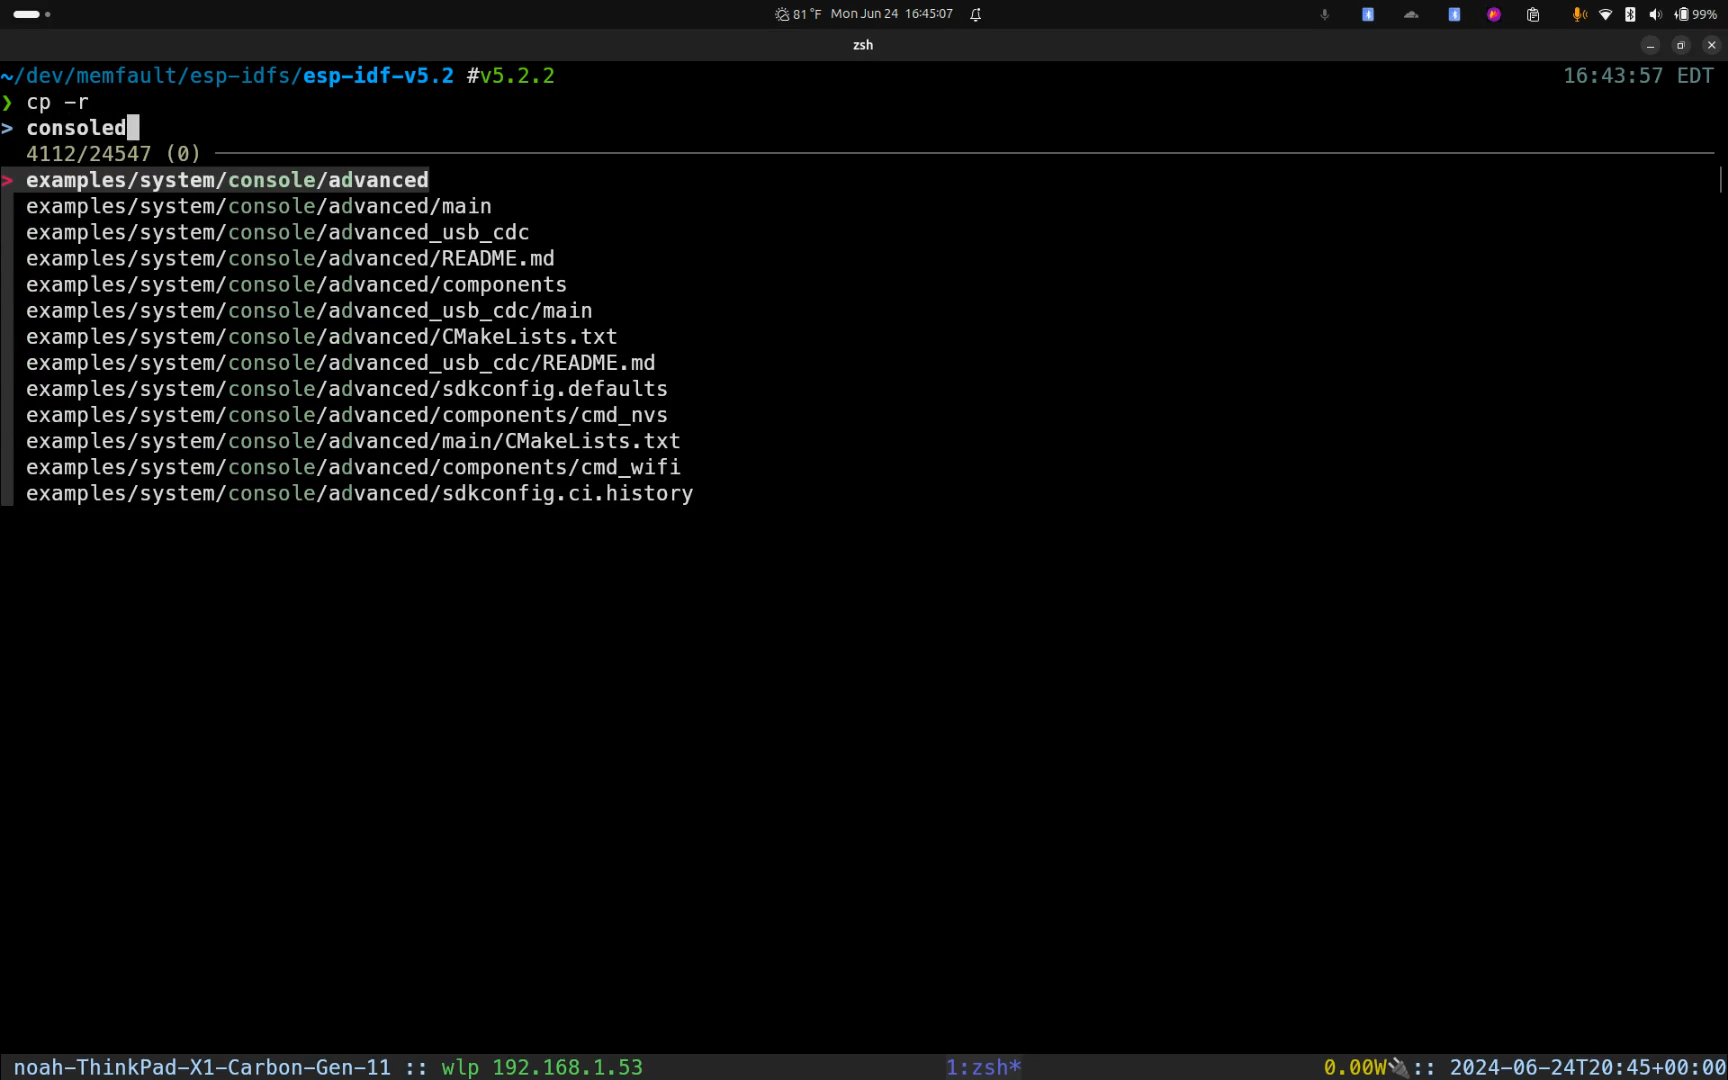 81 °F Mon Jun 24 16:45:07
99%
zsh
~/dev/memfault/esp-idfs/esp-idf-v5.2 #v5.2.2 16:43:57 EDT
❯ cp -r
> consoled
4112/24547 (0)
> examples/system/console/advanced
examples/system/console/advanced/main
examples/system/console/advanced_usb_cdc
examples/system/console/advanced/README.md
examples/system/console/advanced/components
examples/system/console/advanced_usb_cdc/main
examples/system/console/advanced/CMakeLists.txt
examples/system/console/advanced_usb_cdc/README.md
examples/system/console/advanced/sdkconfig.defaults
examples/system/console/advanced/components/cmd_nvs
examples/system/console/advanced/main/CMakeLists.txt
examples/system/console/advanced/components/cmd_wifi
examples/system/console/advanced/sdkconfig.ci.history
noah-ThinkPad-X1-Carbon-Gen-11 :: wlp 192.168.1.53 1:zsh* 0.00W🔌:: 2024-06-24T20:45+00:00